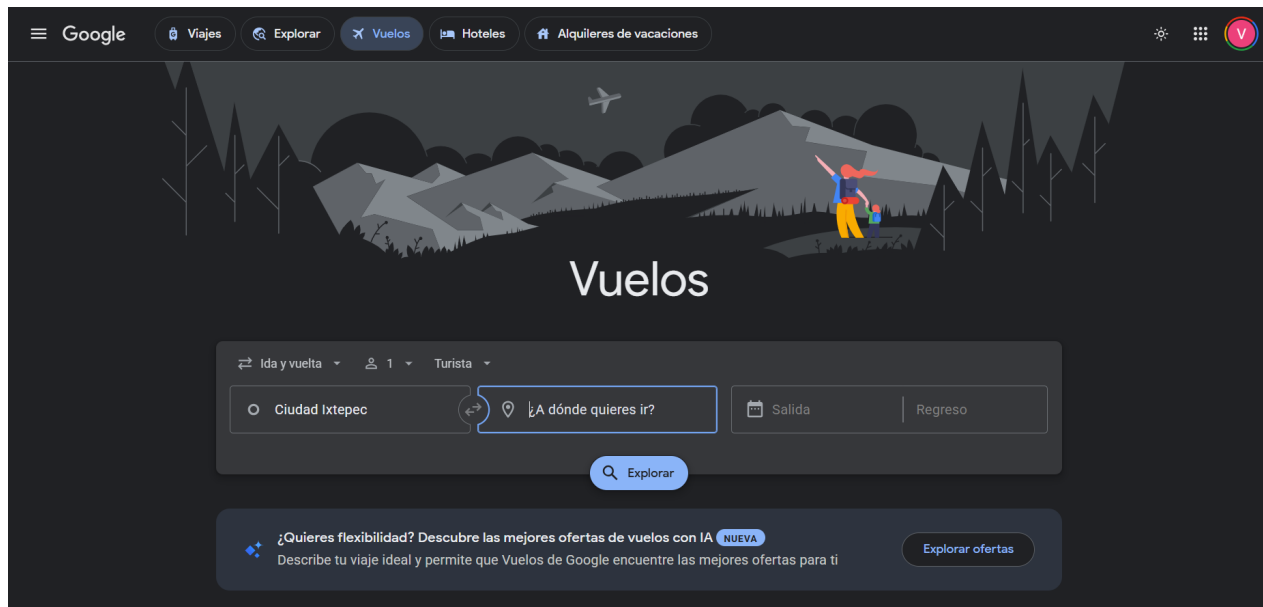 Google Viajes Explorar Vuelos Hoteles Alquileres de vacaciones V
Vuelos
Ida y vuelta 1 Turista
Ciudad Ixtepec ¿A dónde quieres ir? Salida Regreso
Explorar
¿Quieres flexibilidad? Descubre las mejores ofertas de vuelos con IA NUEVA
Describe tu viaje ideal y permite que Vuelos de Google encuentre las mejores ofertas para ti
Explorar ofertas